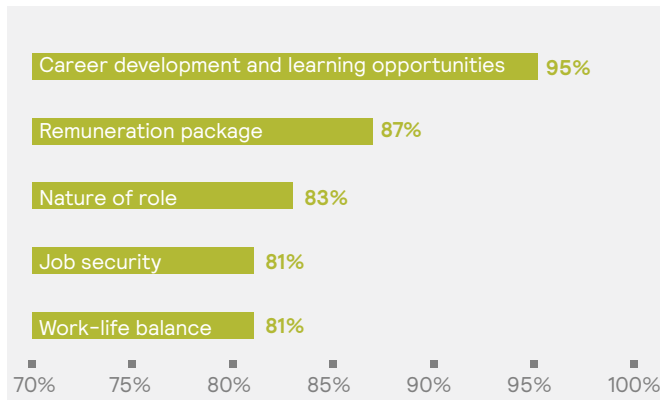 Career development and learning opportunities 95%
Remuneration package 87%
Nature of role 83%
Job security 81%
Work-life balance 81%
70% 75% 80% 85% 90% 95% 100%